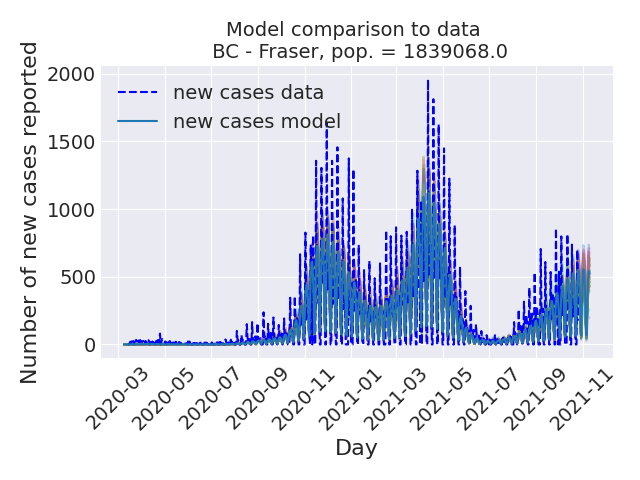 Model comparison to data
BC - Fraser, pop. = 1839068.0
new cases data
new cases model
Number of new cases reported
2000
1500
1000
500
0
2020-03
2020-05
2020-07
2020-09
2020-11
2021-01
2021-03
2021-05
2021-07
2021-09
2021-11
Day